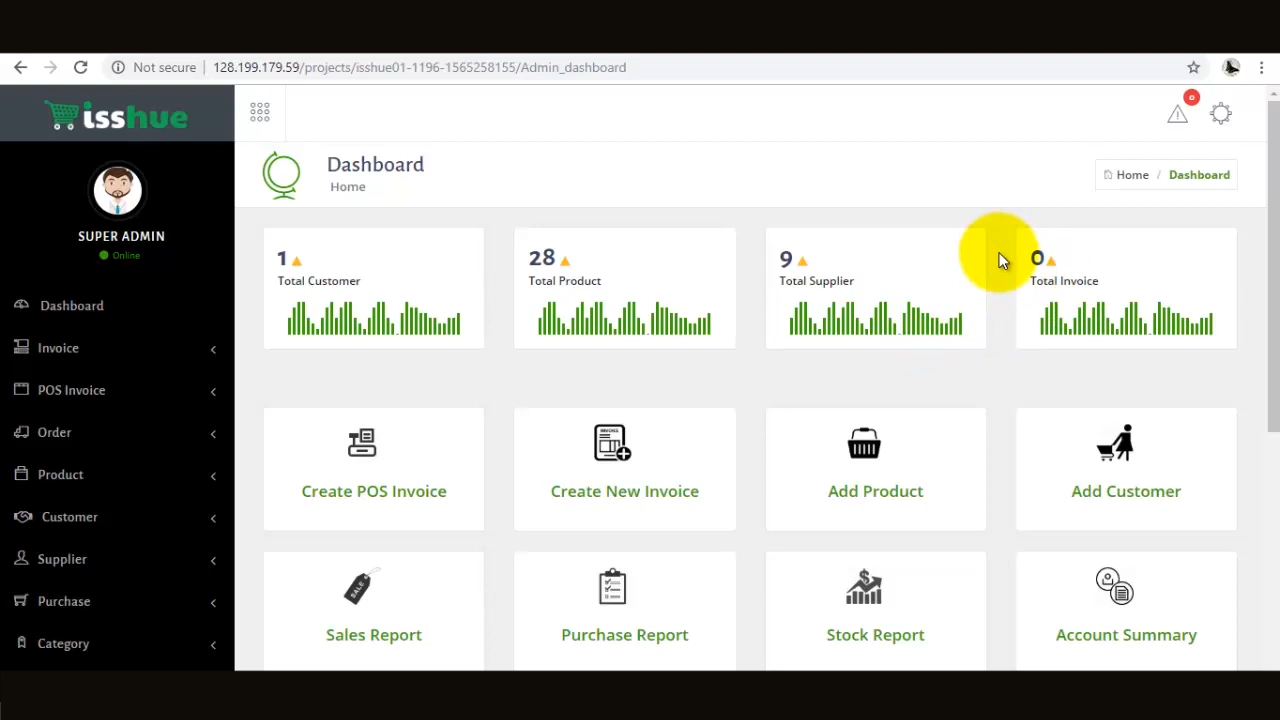 Not secure | 128.199.179.59/projects/isshue01-1196-1565258155/Admin_dashboard
isshue
0
SUPER ADMIN
Online
Dashboard
Invoice
POS Invoice
Order
Product
Customer
Supplier
Purchase
Category
Dashboard
Home
Home / Dashboard
1
Total Customer
28
Total Product
9
Total Supplier
0
Total Invoice
Create POS Invoice
INVOICE
Create New Invoice
Add Product
Add Customer
SALE
Sales Report
Purchase Report
Stock Report
Account Summary